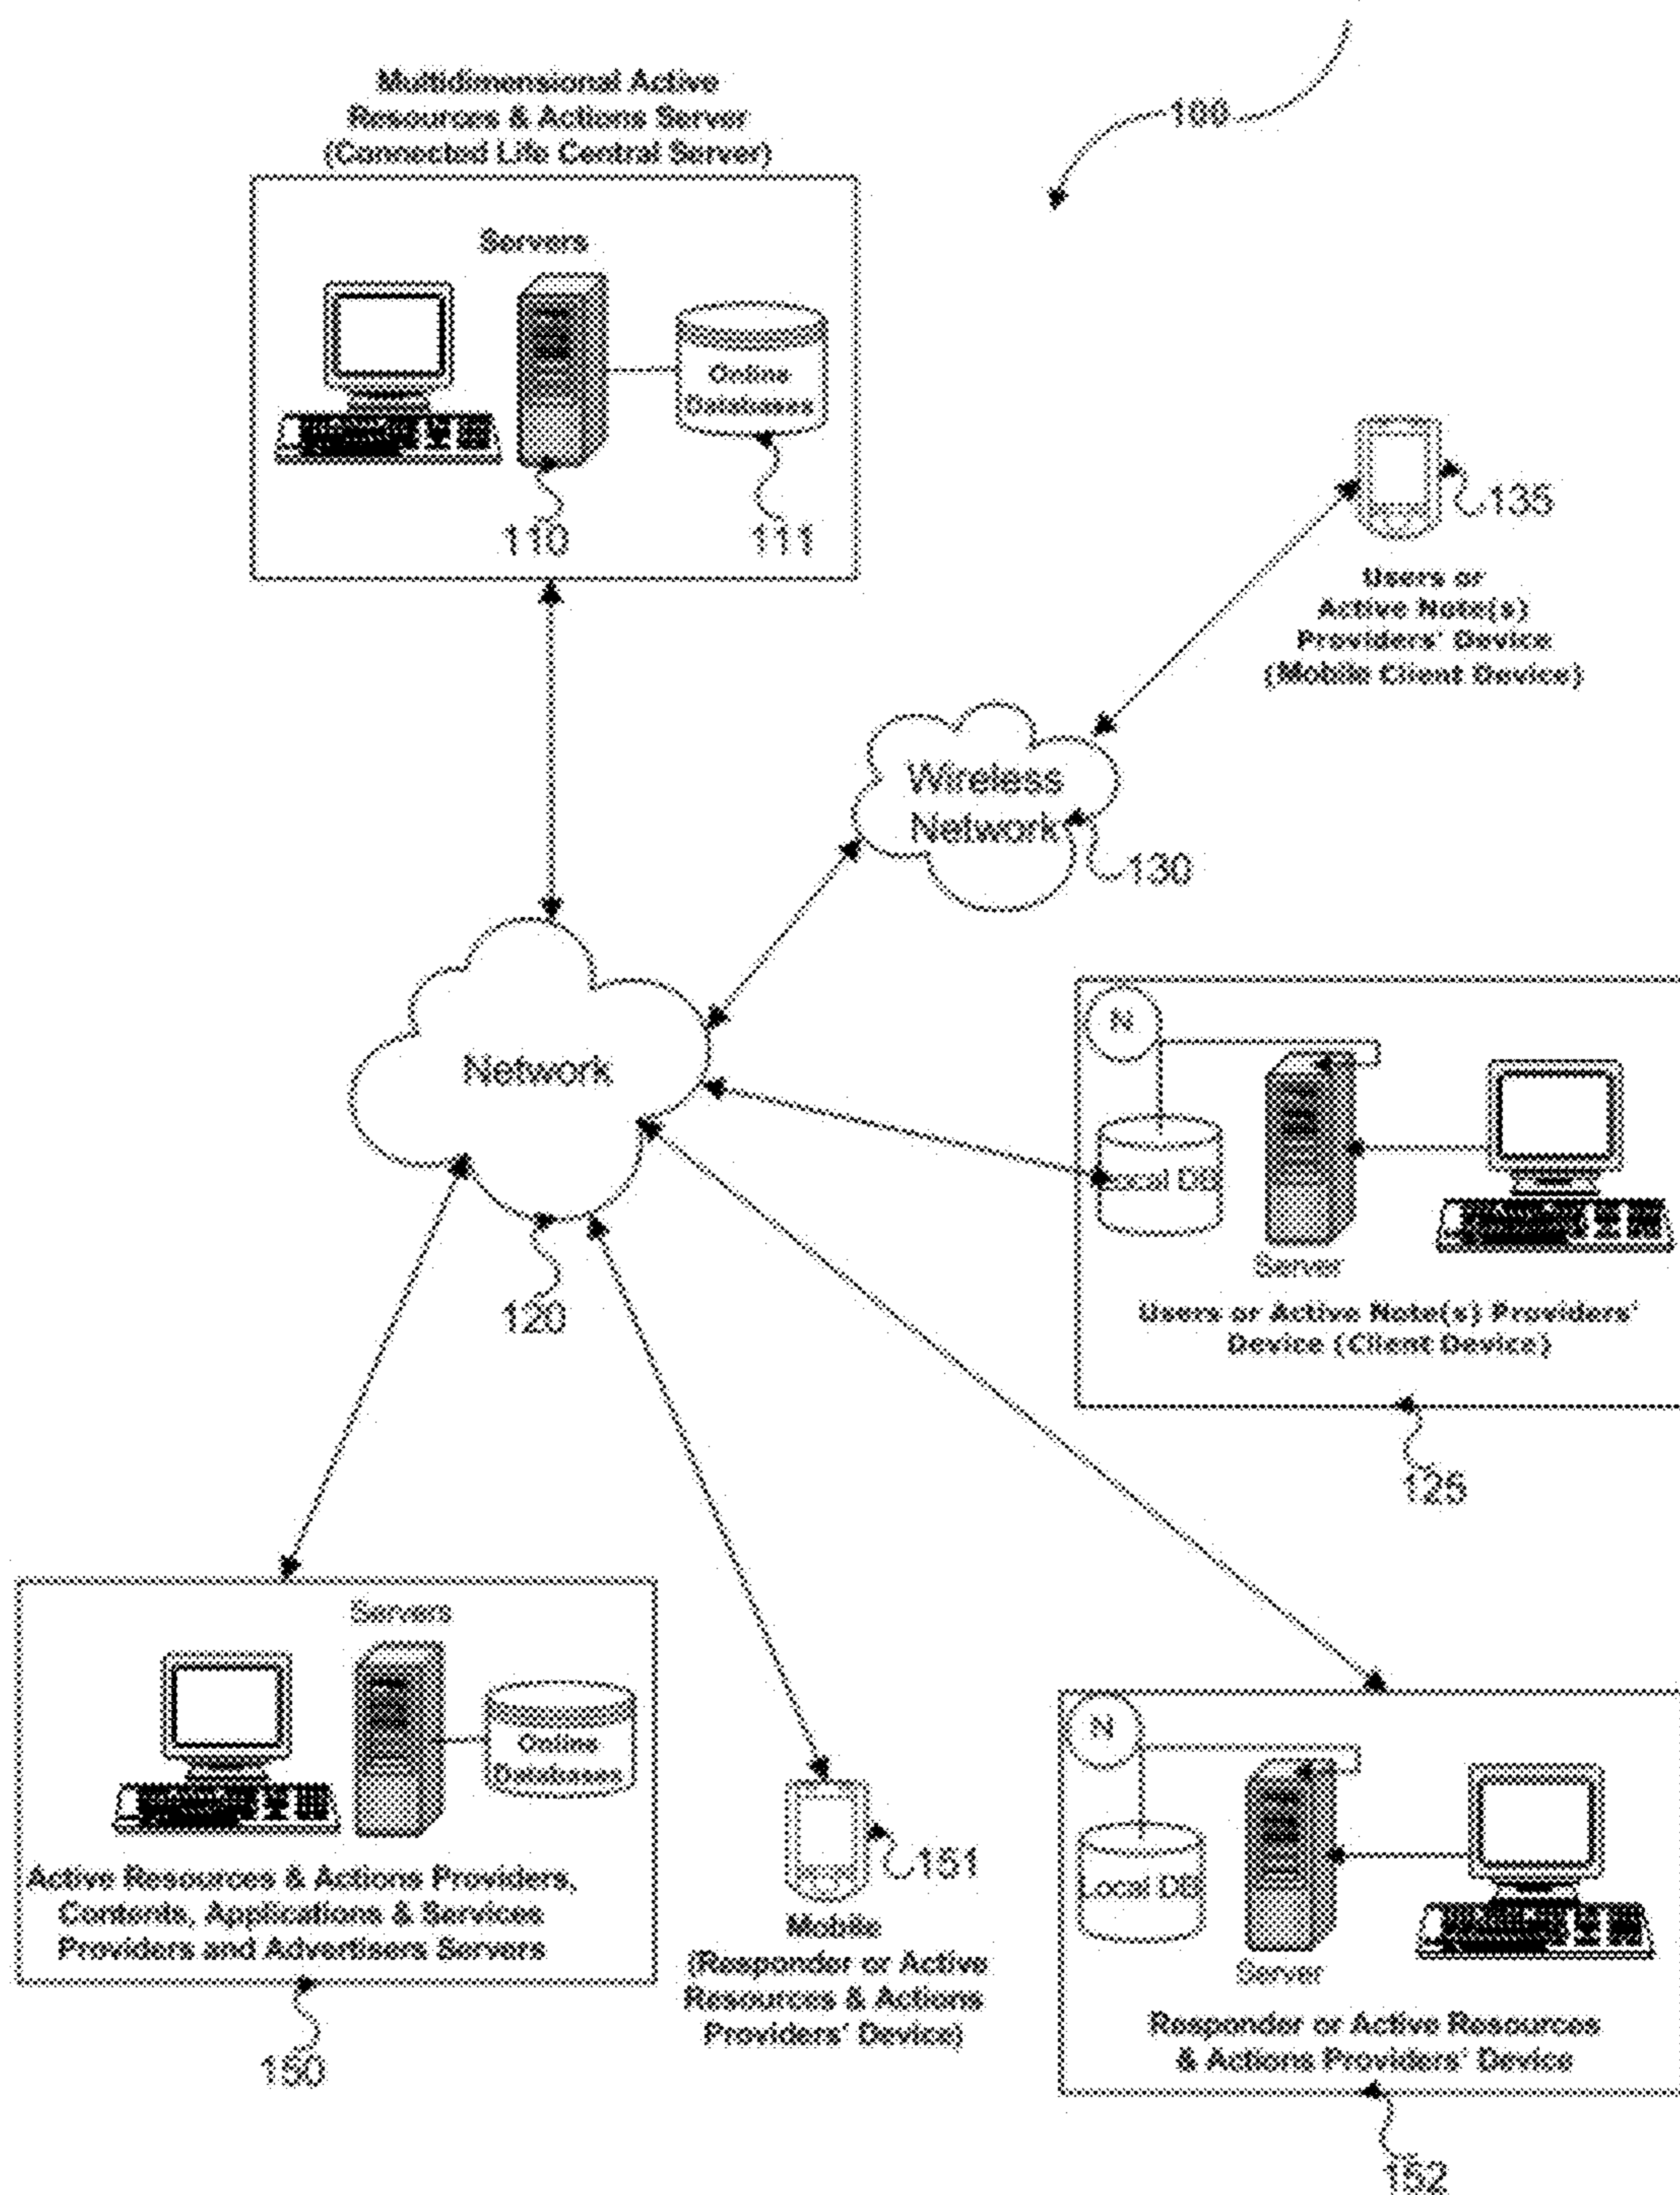 100
Multidimensional Active
Resources & Actions Server
(Connected Life Central Server)
Servers
Online
Databases
110
111
135
Users or
Active Note(s)
Providers' Device
(Mobile Client Device)
Wireless
Network
130
Network
120
N
Local DB
Server
Users or Active Note(s) Providers'
Device (Client Device)
125
Servers
Online
Databases
Active Resources & Actions Providers,
Contents, Applications & Services
Providers and Advertisers Servers
150
151
Mobile
(Responder or Active
Resources & Actions
Providers' Device)
N
Local DB
Server
Responder or Active Resources
& Actions Providers' Device
152